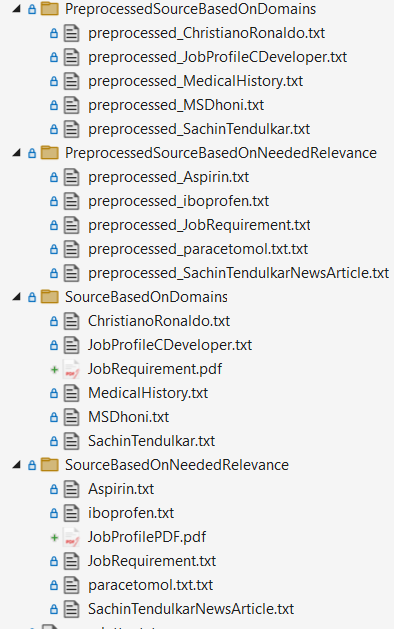 PreprocessedSourceBasedOnDomains
preprocessed_ChristianoRonaldo.txt
preprocessed_JobProfileCDeveloper.txt
preprocessed_MedicalHistory.txt
preprocessed_MSDhoni.txt
preprocessed_SachinTendulkar.txt
PreprocessedSourceBasedOnNeededRelevance
preprocessed_Aspirin.txt
preprocessed_iboprofen.txt
preprocessed_JobRequirement.txt
preprocessed_paracetomol.txt.txt
preprocessed_SachinTendulkarNewsArticle.txt
SourceBasedOnDomains
ChristianoRonaldo.txt
JobProfileCDeveloper.txt
JobRequirement.pdf
MedicalHistory.txt
MSDhoni.txt
SachinTendulkar.txt
SourceBasedOnNeededRelevance
Aspirin.txt
iboprofen.txt
JobProfilePDF.pdf
JobRequirement.txt
paracetomol.txt.txt
SachinTendulkarNewsArticle.txt